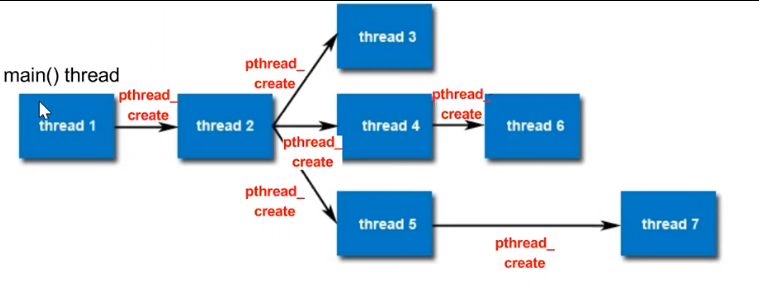 thread 3
main() thread
pthread_
create
pthread_
create
pthread_
create
thread 1
thread 2
thread 4
thread 6
pthread_
create
pthread_
create
thread 5
thread 7
pthread_
create